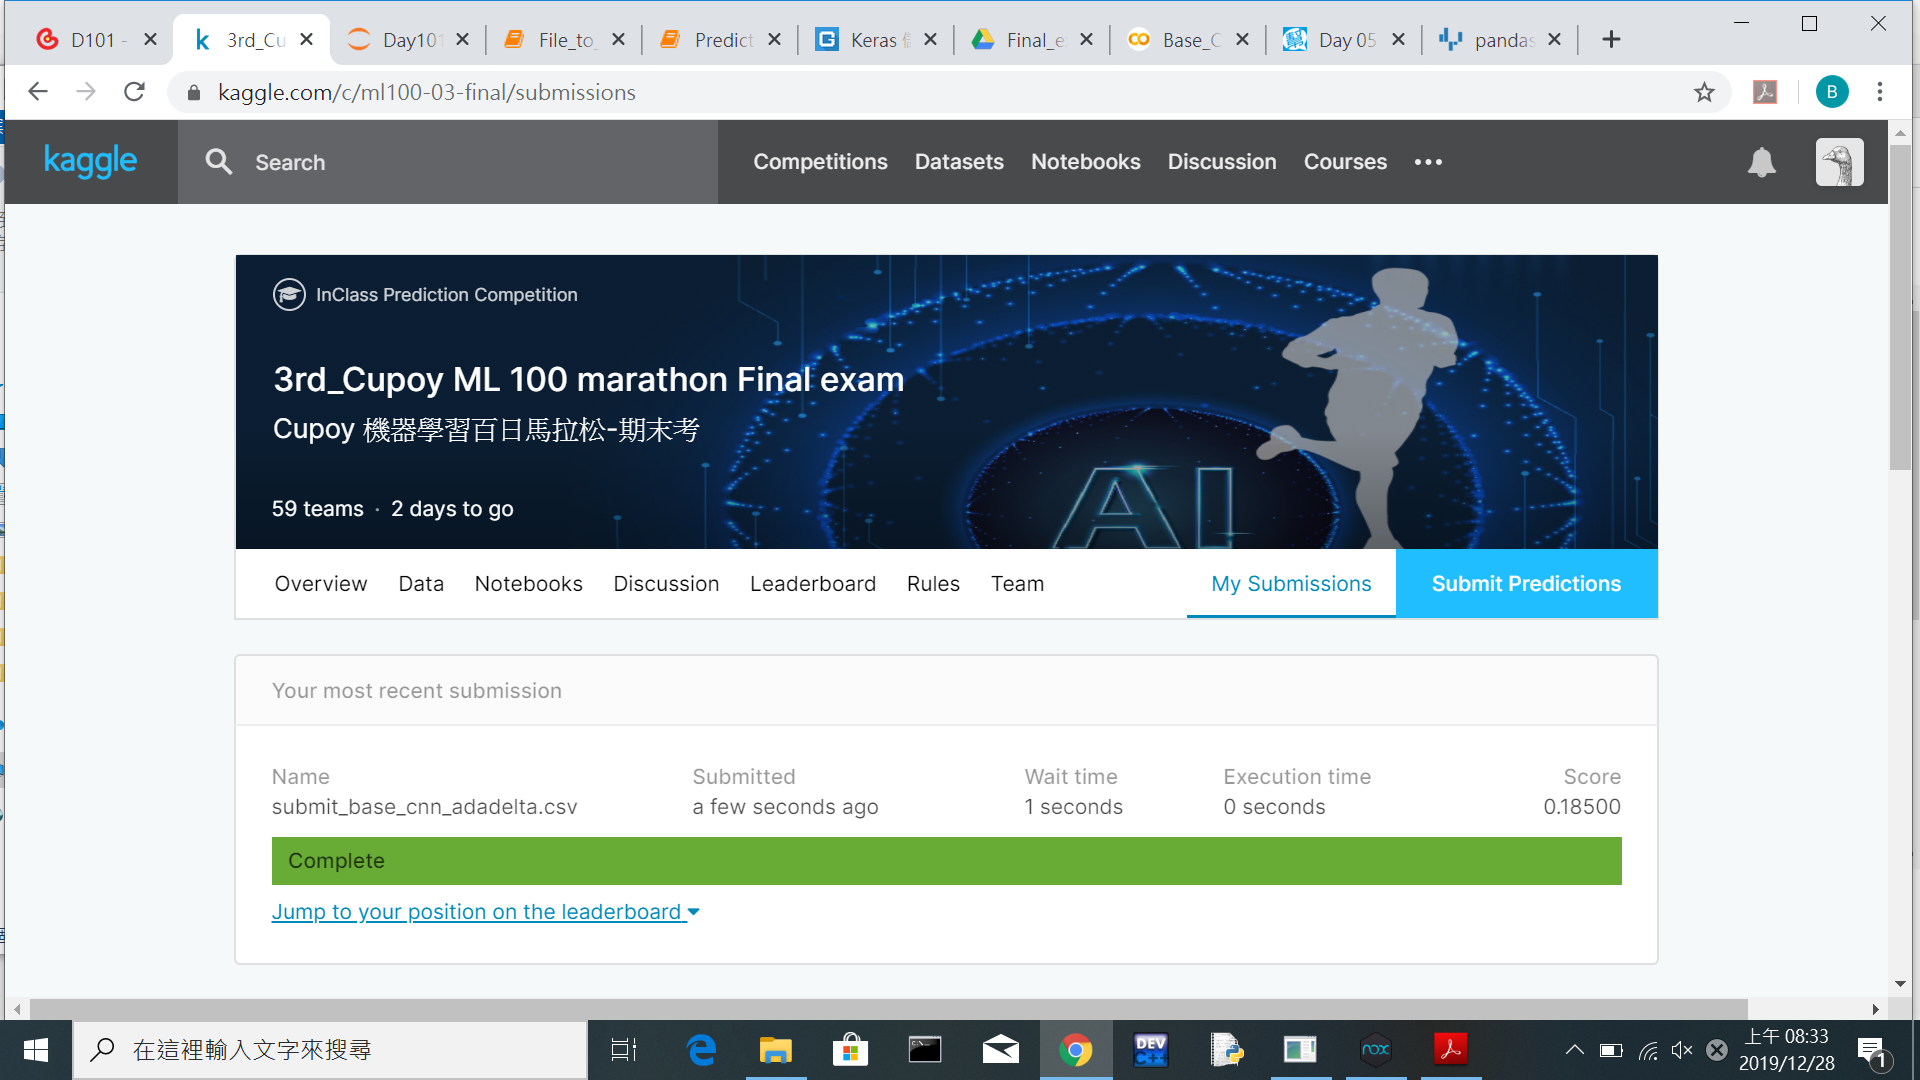 D101 -
3rd_Cu
Day101
File_to_
Predict
Keras
Final_e
Base_C
Day 05
pandas
kaggle.com/c/ml100-03-final/submissions
B
kaggle
Search
Competitions
Datasets
Notebooks
Discussion
Courses
InClass Prediction Competition
3rd_Cupoy ML 100 marathon Final exam
Cupoy 機器學習百日馬拉松-期末考
59 teams · 2 days to go
AI
Overview
Data
Notebooks
Discussion
Leaderboard
Rules
Team
My Submissions
Submit Predictions
Your most recent submission
Name
Submitted
Wait time
Execution time
Score
submit_base_cnn_adadelta.csv
a few seconds ago
1 seconds
0 seconds
0.18500
Complete
Jump to your position on the leaderboard
在這裡輸入文字來搜尋
DEV
C++
nox
上午 08:33
2019/12/28
1